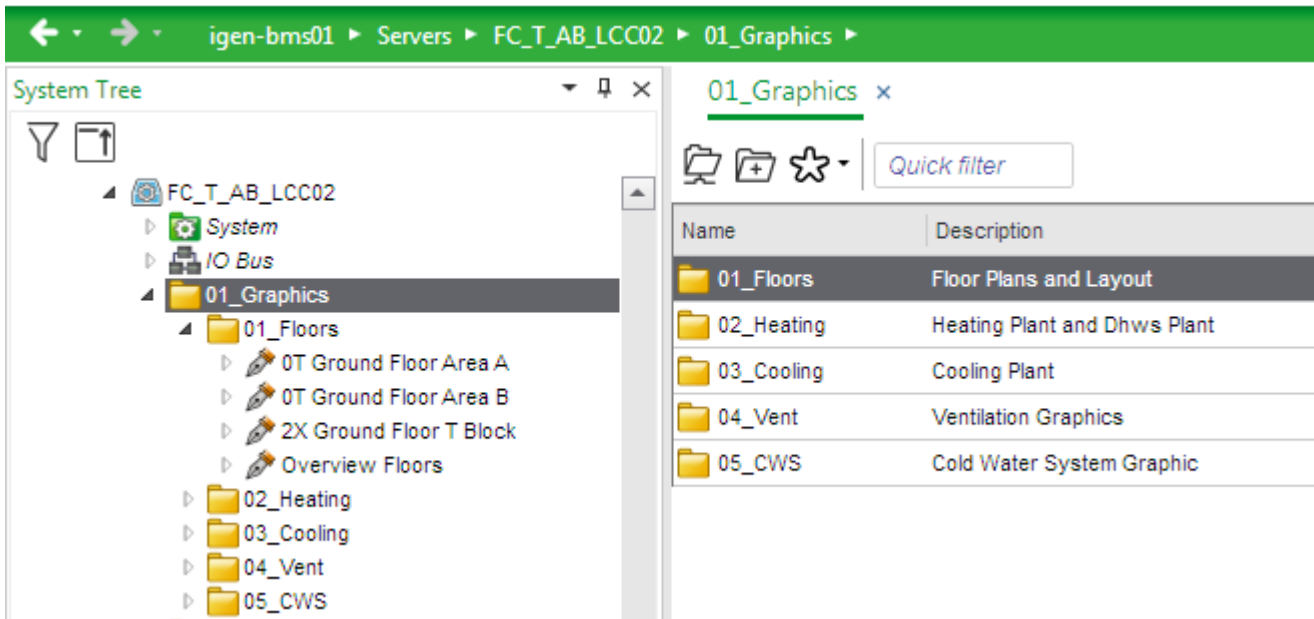 igen-bms01 ▸ Servers ▸ FC_T_AB_LCC02 ▸ 01_Graphics ▸
System Tree
FC_T_AB_LCC02
System
IO Bus
01_Graphics
01_Floors
0T Ground Floor Area A
0T Ground Floor Area B
2X Ground Floor T Block
Overview Floors
02_Heating
03_Cooling
04_Vent
05_CWS
01_Graphics
Quick filter
Name Description
01_Floors Floor Plans and Layout
02_Heating Heating Plant and Dhws Plant
03_Cooling Cooling Plant
04_Vent Ventilation Graphics
05_CWS Cold Water System Graphic